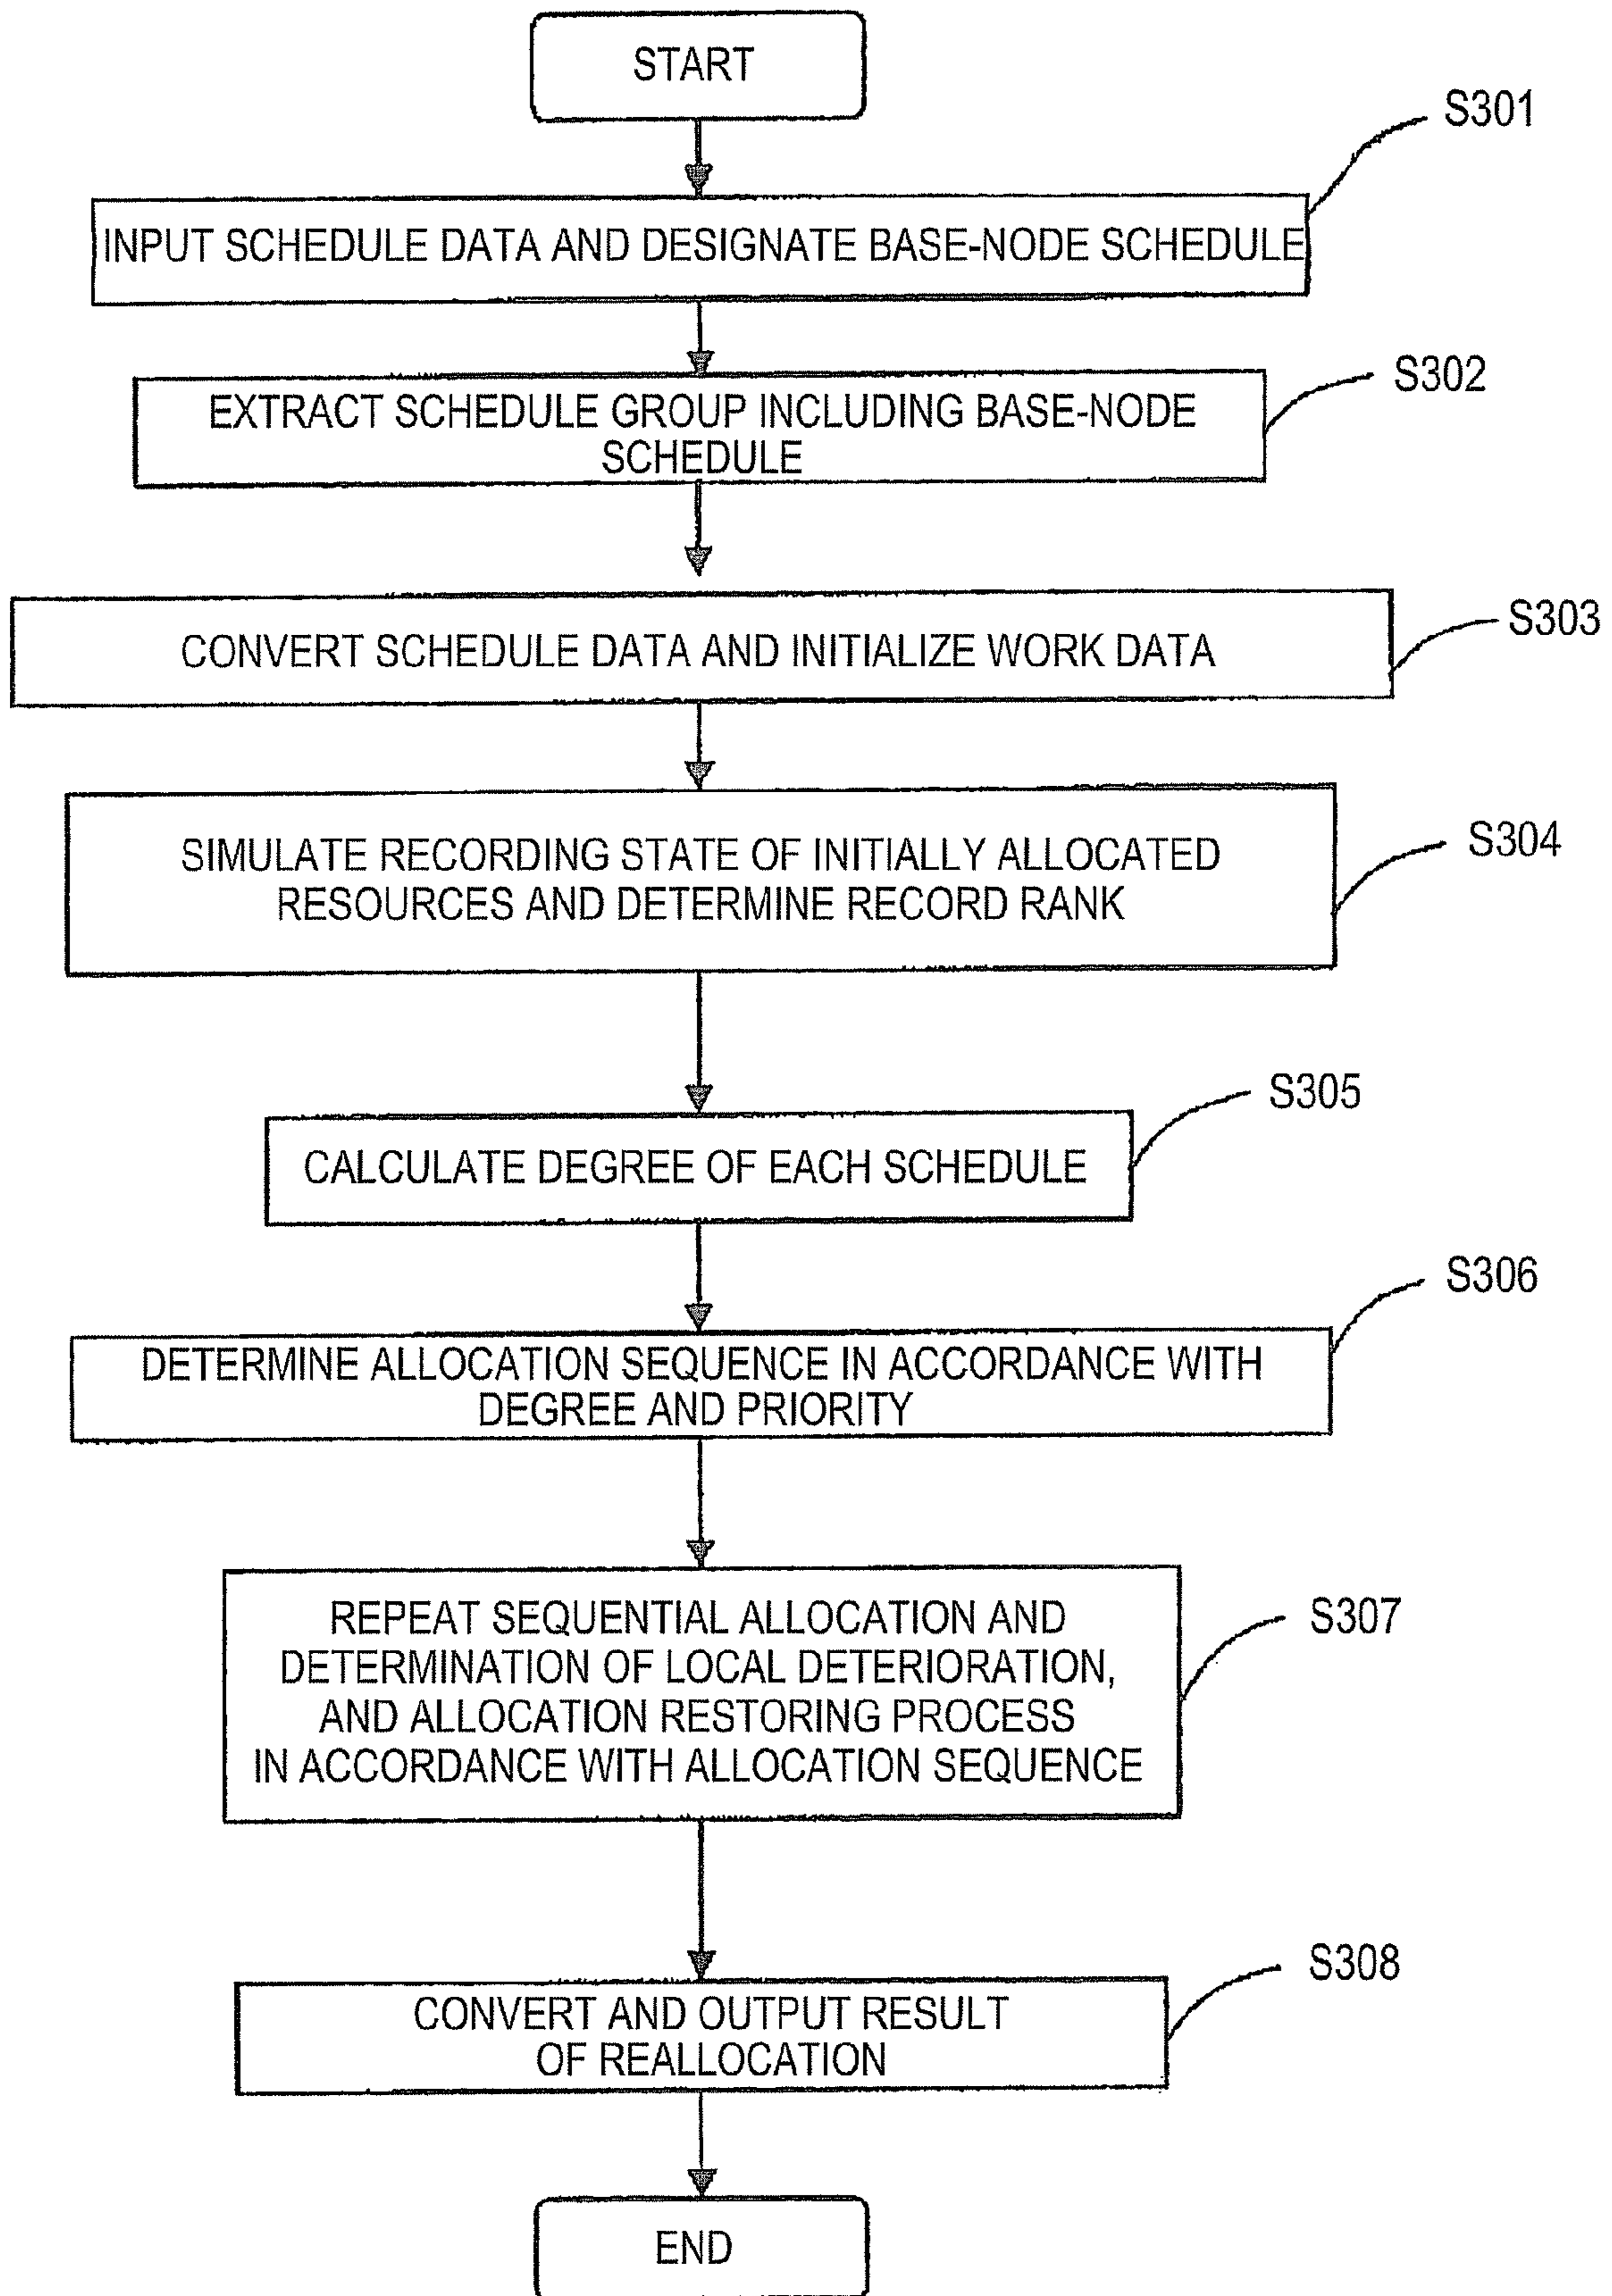 START
S301
INPUT SCHEDULE DATA AND DESIGNATE BASE-NODE SCHEDULE
S302
EXTRACT SCHEDULE GROUP INCLUDING BASE-NODE
SCHEDULE
S303
CONVERT SCHEDULE DATA AND INITIALIZE WORK DATA
S304
SIMULATE RECORDING STATE OF INITIALLY ALLOCATED
RESOURCES AND DETERMINE RECORD RANK
S305
CALCULATE DEGREE OF EACH SCHEDULE
S306
DETERMINE ALLOCATION SEQUENCE IN ACCORDANCE WITH
DEGREE AND PRIORITY
S307
REPEAT SEQUENTIAL ALLOCATION AND
DETERMINATION OF LOCAL DETERIORATION,
AND ALLOCATION RESTORING PROCESS
IN ACCORDANCE WITH ALLOCATION SEQUENCE
S308
CONVERT AND OUTPUT RESULT
OF REALLOCATION
END